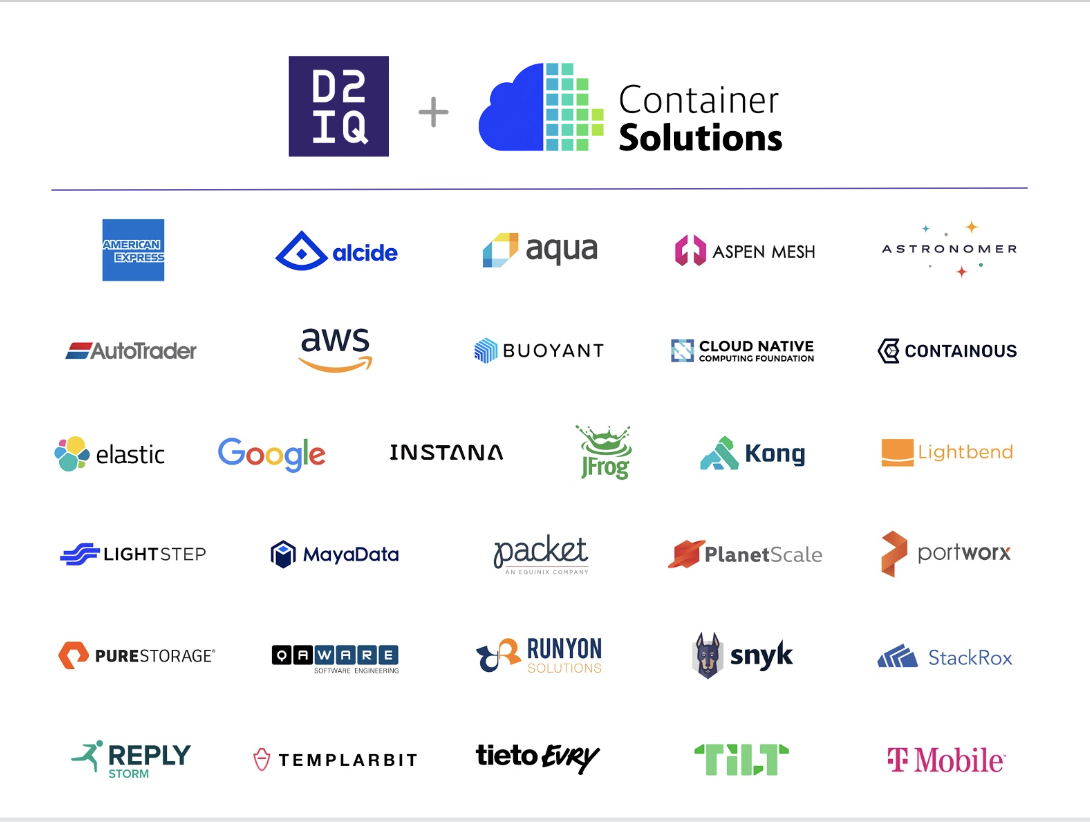 D2
IQ
+
Container
Solutions
AMERICAN
EXPRESS
alcide
aqua
ASPEN MESH
ASTRONOMER
AutoTrader
aws
BUOYANT
CLOUD NATIVE
COMPUTING FOUNDATION
CONTAINOUS
elastic
Google
INSTANA
JFrog
Kong
Lightbend
LIGHTSTEP
MayaData
packet
AN EQUINIX COMPANY
PlanetScale
portworx
PURESTORAGE®
QAWARE
SOFTWARE ENGINEERING
RUNYON
SOLUTIONS
snyk
StackRox
REPLY
STORM
TEMPLARBIT
tieto EVRY
TiLT
T Mobile